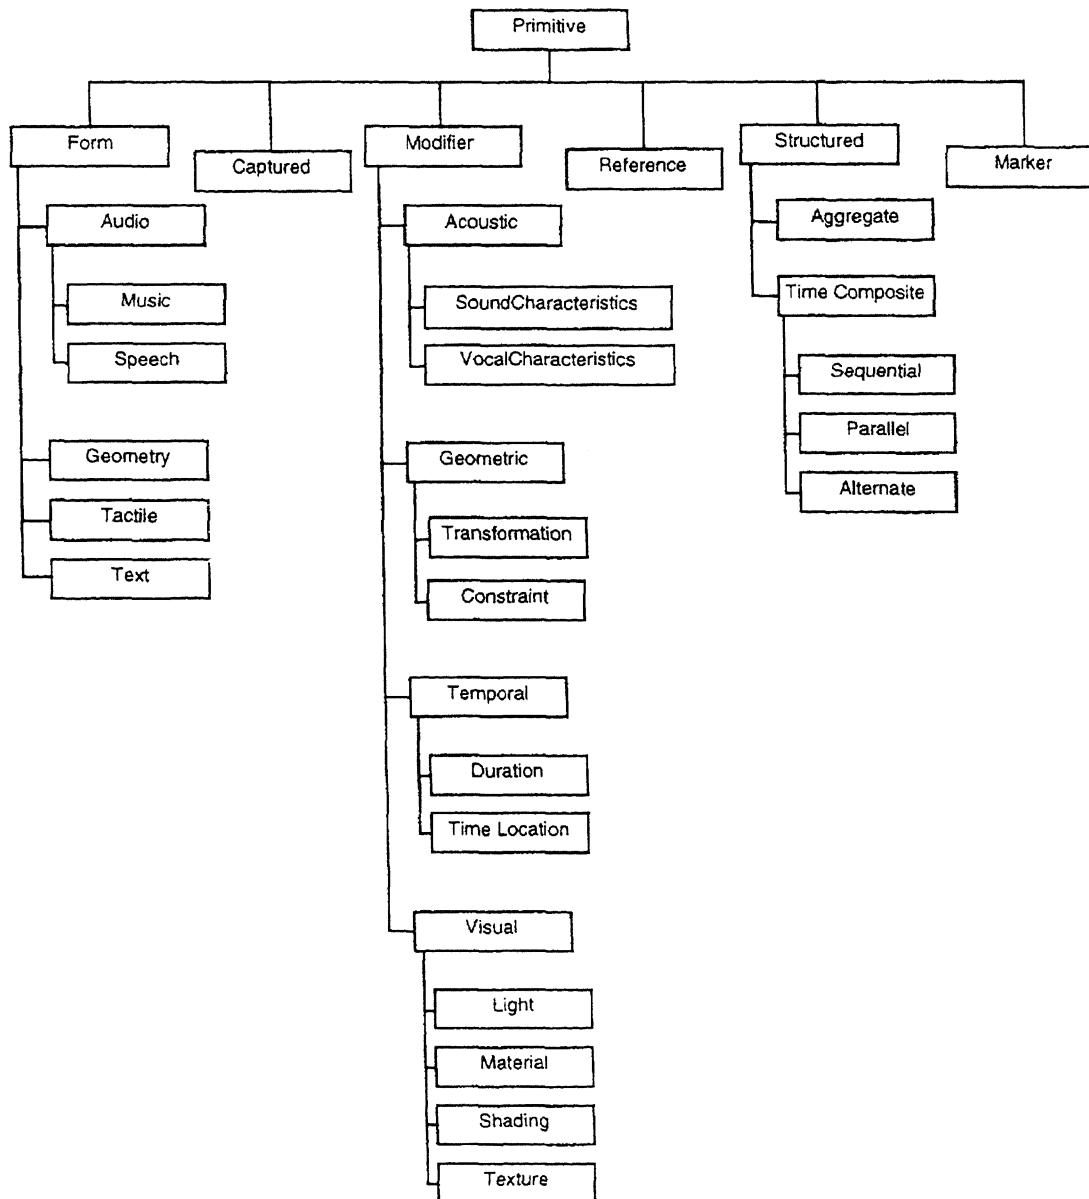 Primitive
Form
Captured
Modifier
Reference
Structured
Marker
Audio
Music
Speech
Geometry
Tactile
Text
Acoustic
SoundCharacteristics
VocalCharacteristics
Geometric
Transformation
Constraint
Temporal
Duration
Time Location
Visual
Light
Material
Shading
Texture
Aggregate
Time Composite
Sequential
Parallel
Alternate